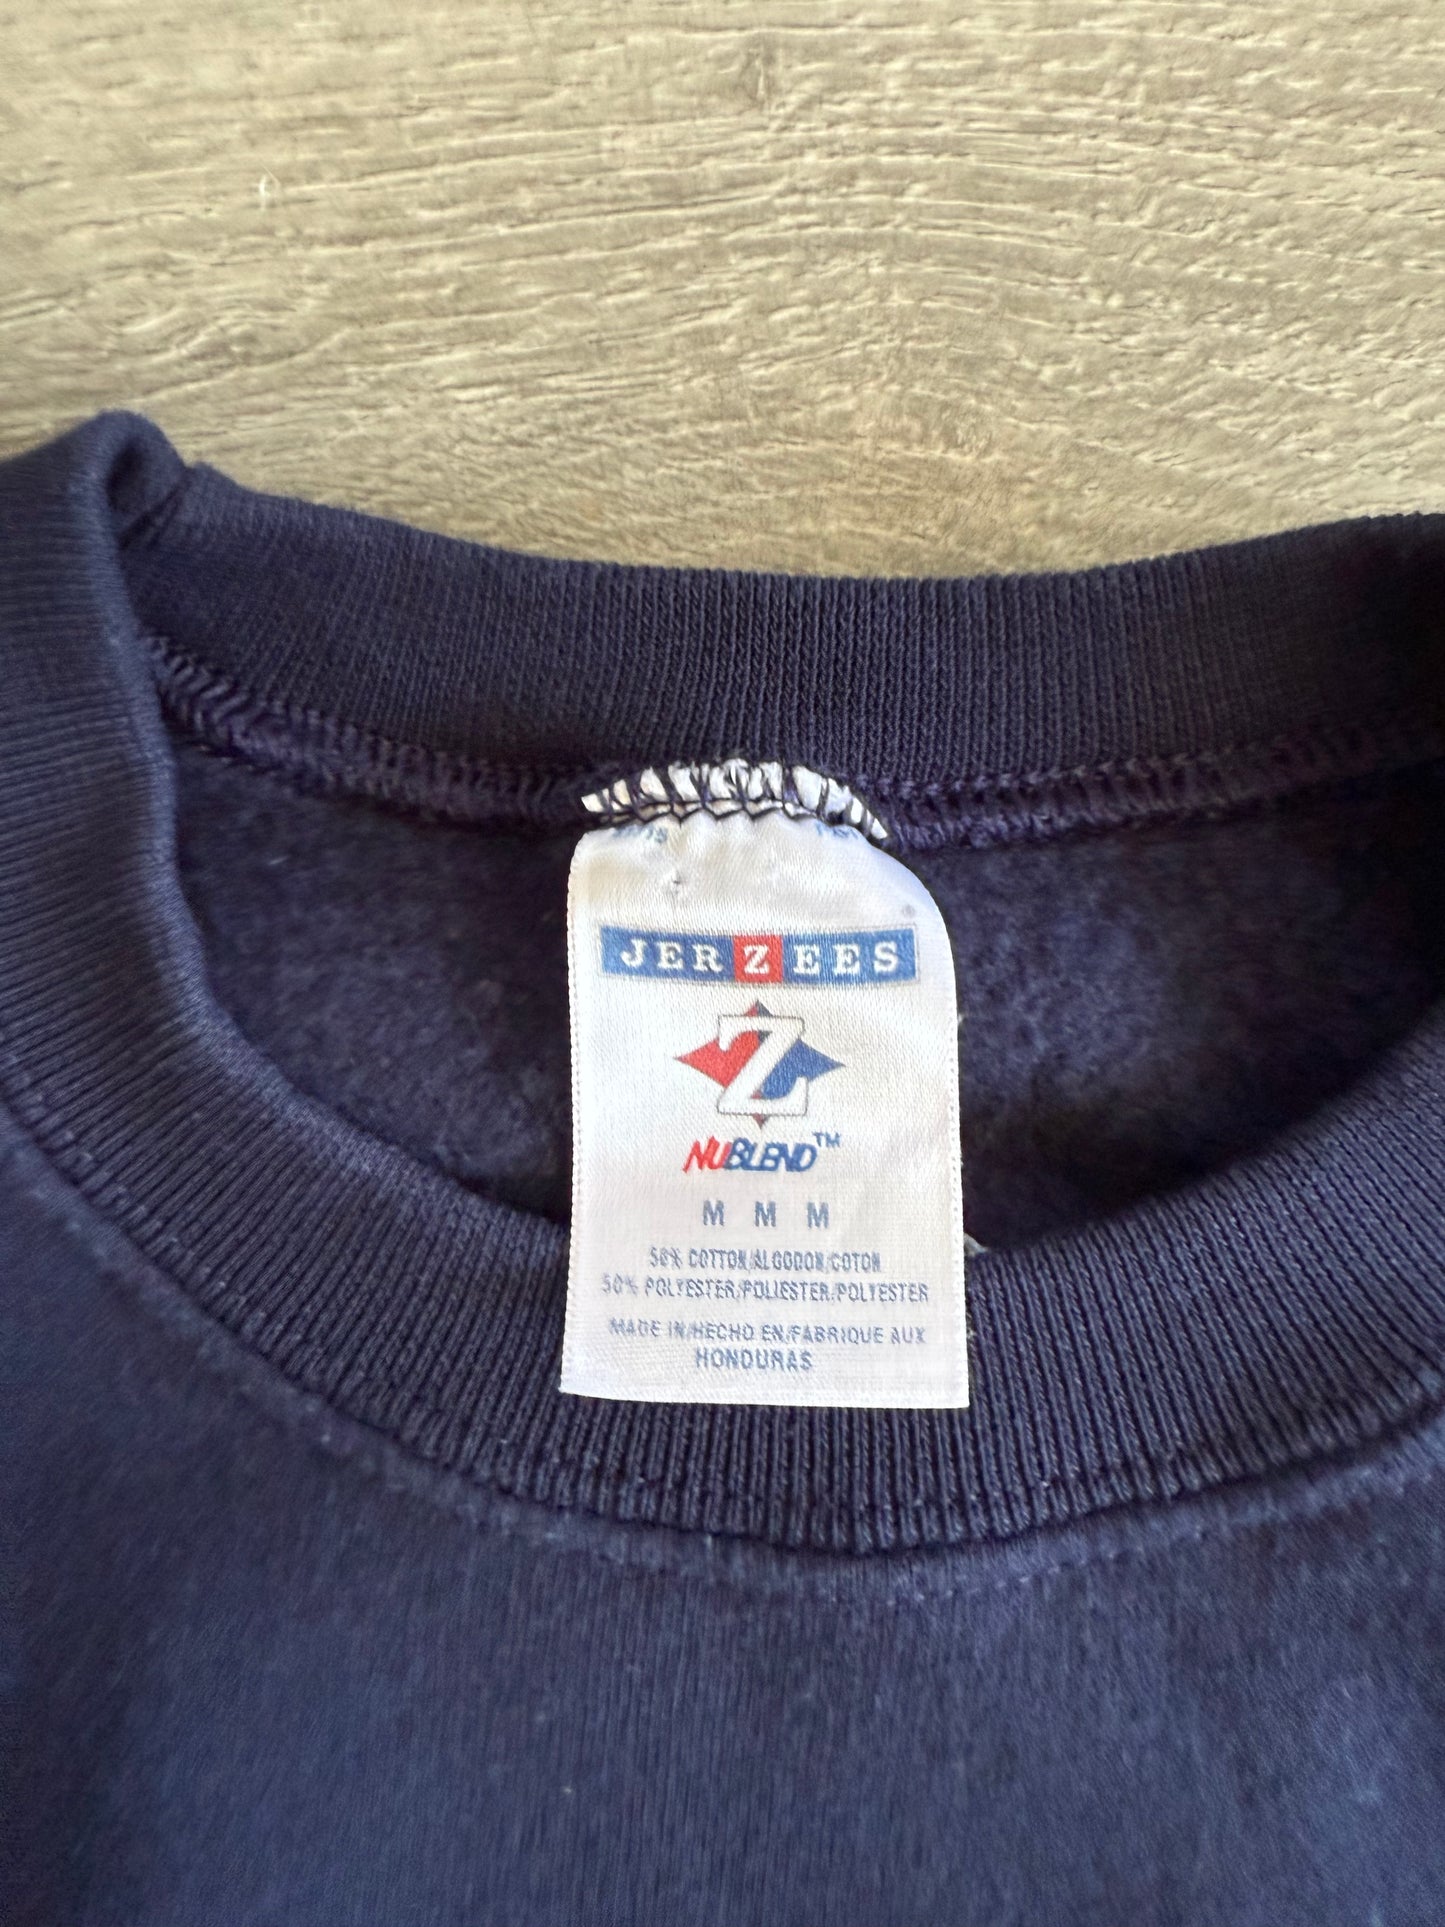 JERZEES®
Z
NUBLEND™
M M M
50% COTTON/ALGODON/COTON
50% POLYESTER/POLIESTER/POLYESTER
MADE IN/HECHO EN/FABRIQUE AUX
HONDURAS